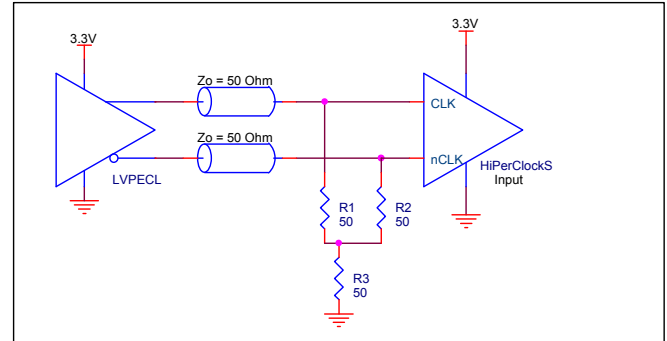 3.3V
3.3V
Zo = 50 Ohm
CLK
Zo = 50 Ohm
nCLK
LVPECL
HiPerClockS
Input
R1
50
R2
50
R3
50